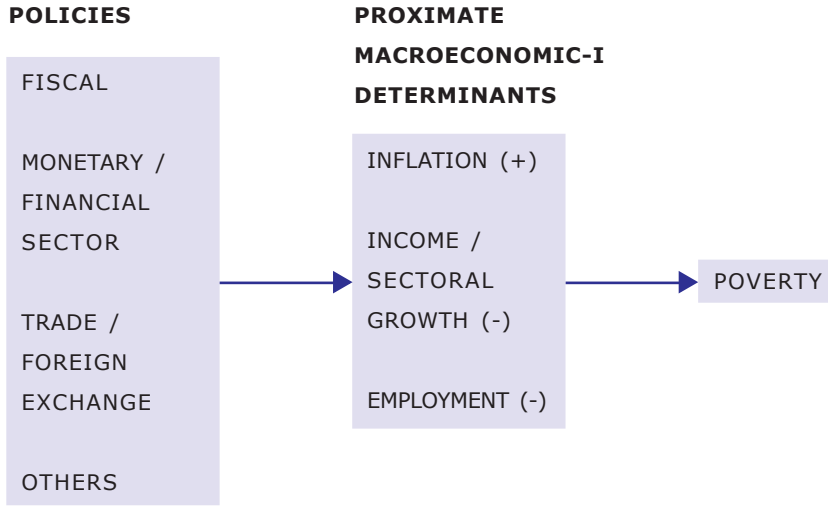 POLICIES
FISCAL
MONETARY /
FINANCIAL
SECTOR
TRADE /
FOREIGN
EXCHANGE
OTHERS
PROXIMATE
MACROECONOMIC-I
DETERMINANTS
INFLATION (+)
INCOME /
SECTORAL
GROWTH (-)
EMPLOYMENT (-)
POVERTY